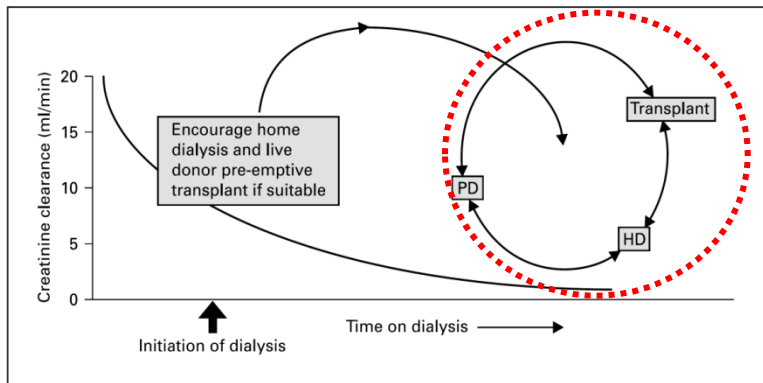 Creatinine clearance (ml/min)
20
15
10
5
0
Encourage home
dialysis and live
donor pre-emptive
transplant if suitable
Transplant
PD
HD
Initiation of dialysis
Time on dialysis